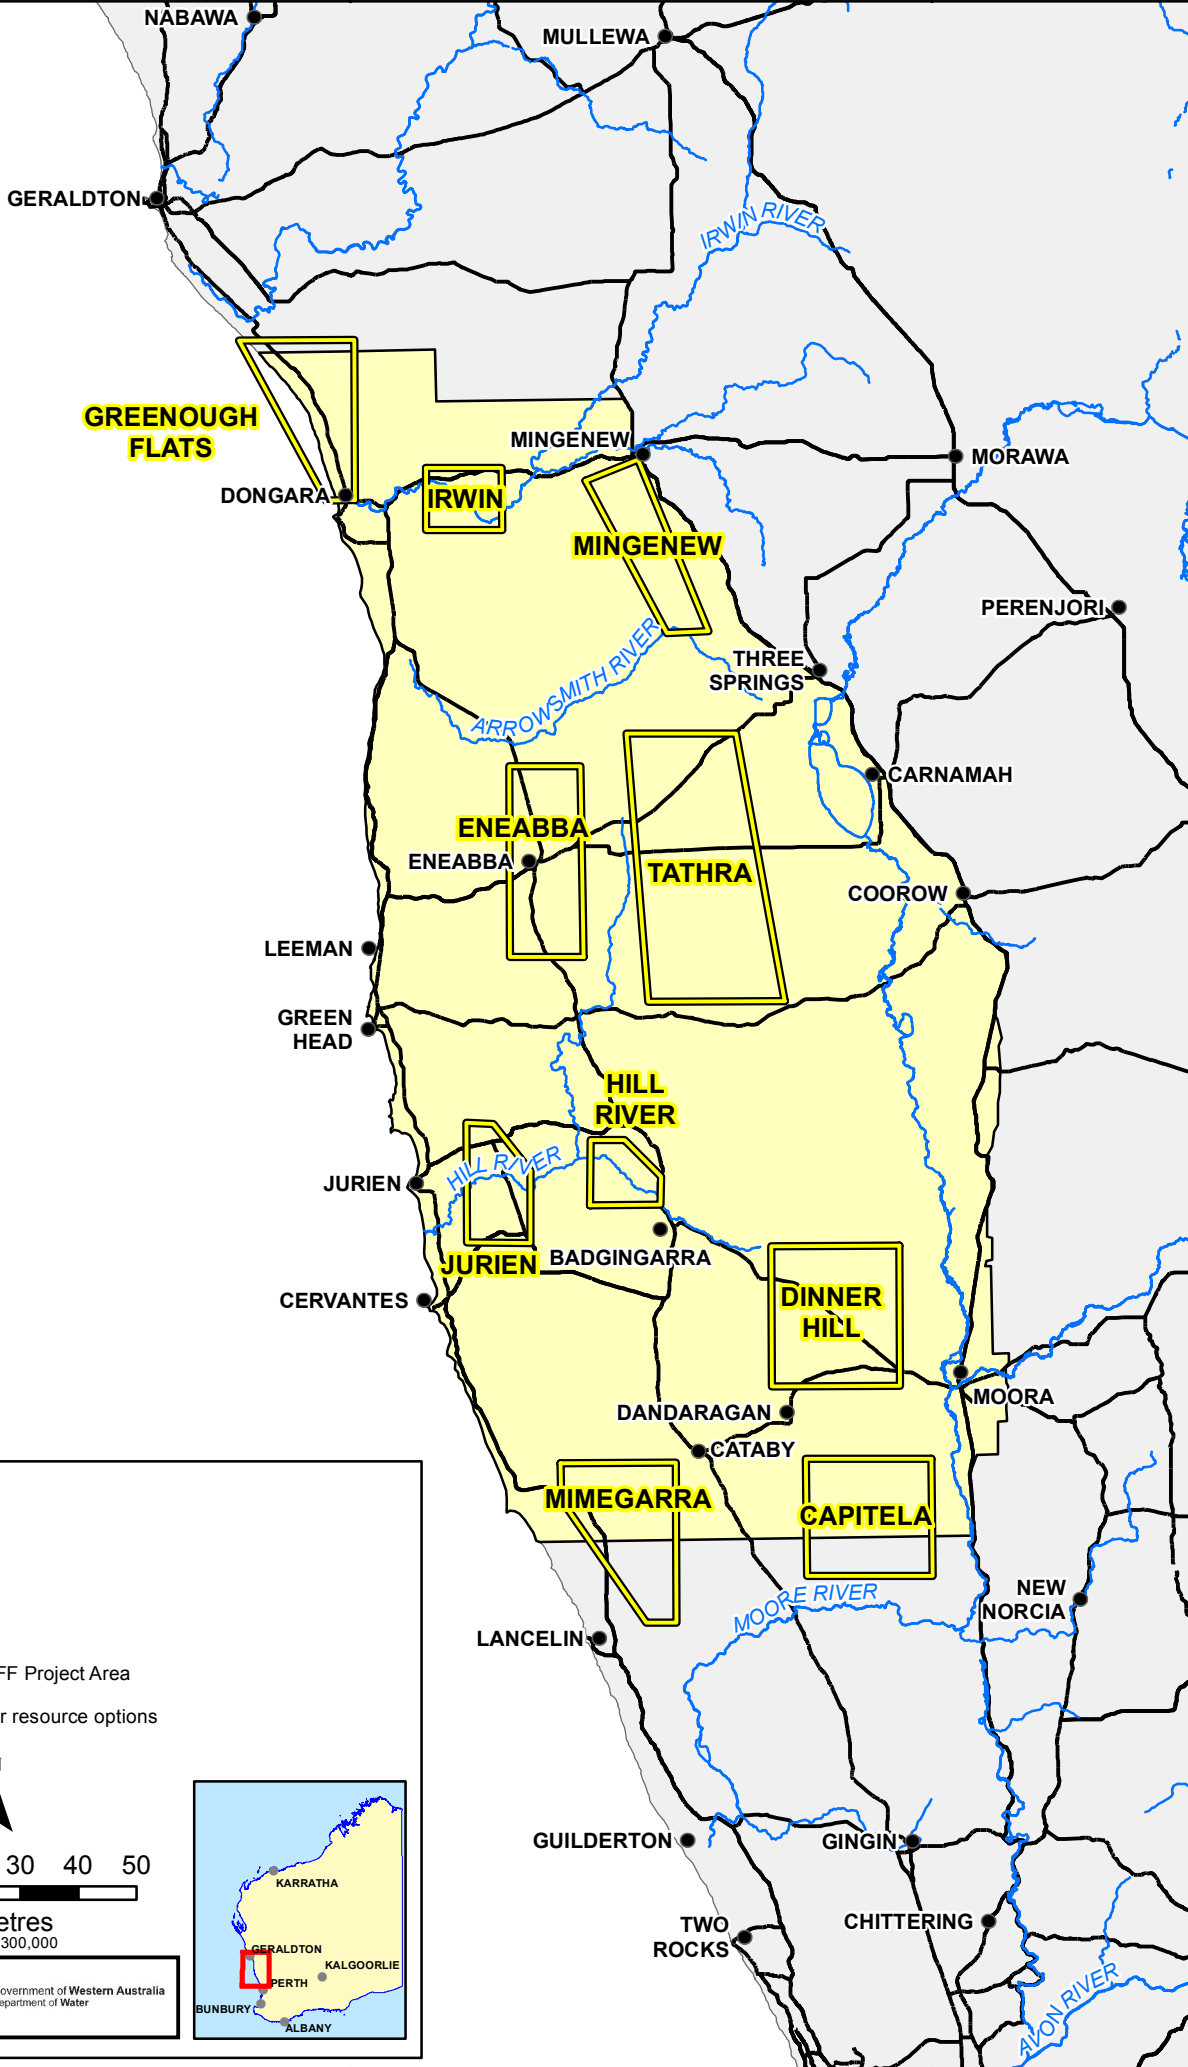 NABAWA
MULLEWA
GERALDTON
IRWIN RIVER
GREENOUGH
FLATS
MINGENEW
MORAWA
DONGARA
IRWIN
MINGENEW
PERENJORI
THREE
SPRINGS
ARROWSMITH RIVER
CARNAMAH
ENEABBA
ENEABBA
TATHRA
COOROW
LEEMAN
GREEN
HEAD
HILL
RIVER
HILL RIVER
JURIEN
BADGINGARRA
JURIEN
CERVANTES
DINNER
HILL
MOORA
DANDARAGAN
CATABY
MIMEGARRA
CAPITELA
NEW
NORCIA
MOORE RIVER
LANCELIN
FF Project Area
r resource options
30 40 50
etres
300,000
overnment of Western Australia
epartment of Water
KARRATHA
GERALDTON
KALGOORLIE
PERTH
BUNBURY
ALBANY
GUILDERTON
GINGIN
TWO
ROCKS
CHITTERING
AVON RIVER